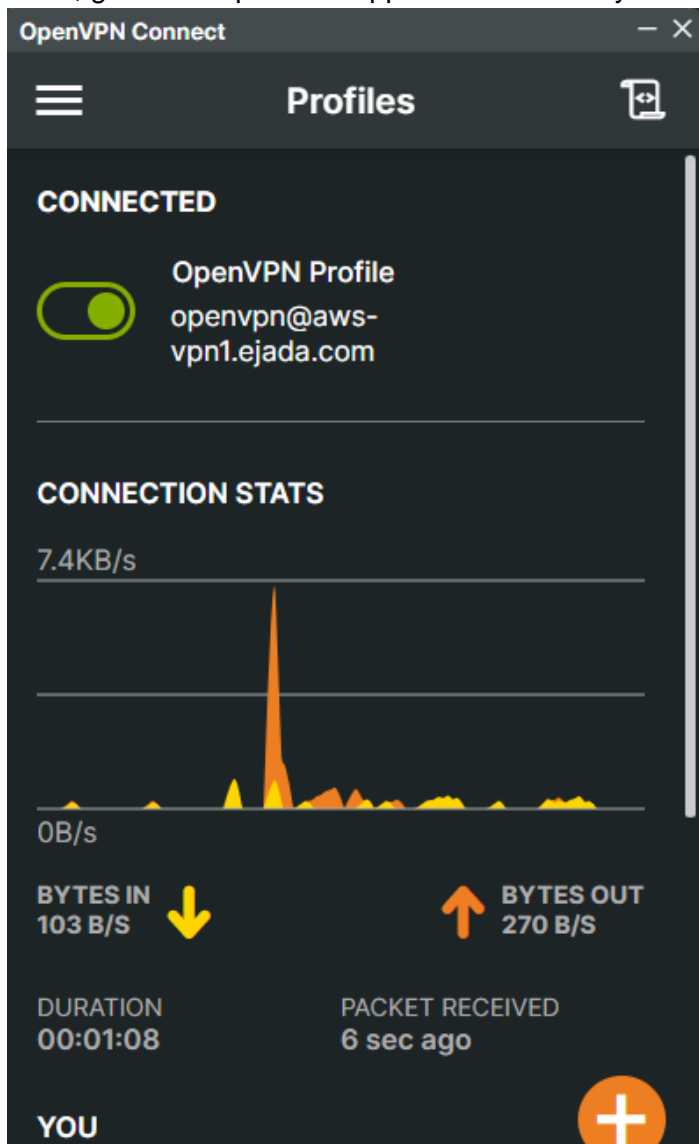 OpenVPN Connect
Profiles
CONNECTED
OpenVPN Profile
openvpn@aws-
vpn1.ejada.com
CONNECTION STATS
7.4KB/s
0B/s
BYTES IN
103 B/S
BYTES OUT
270 B/S
DURATION
00:01:08
PACKET RECEIVED
6 sec ago
YOU